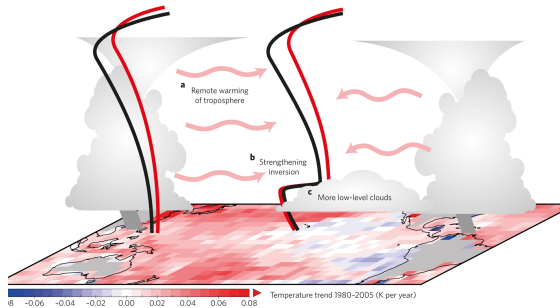 a Remote warming
of troposphere
b Strengthening
inversion
c More low-level clouds
−0.06 −0.04 −0.02 0.00 0.02 0.04 0.06 0.08 Temperature trend 1980–2005 (K per year)